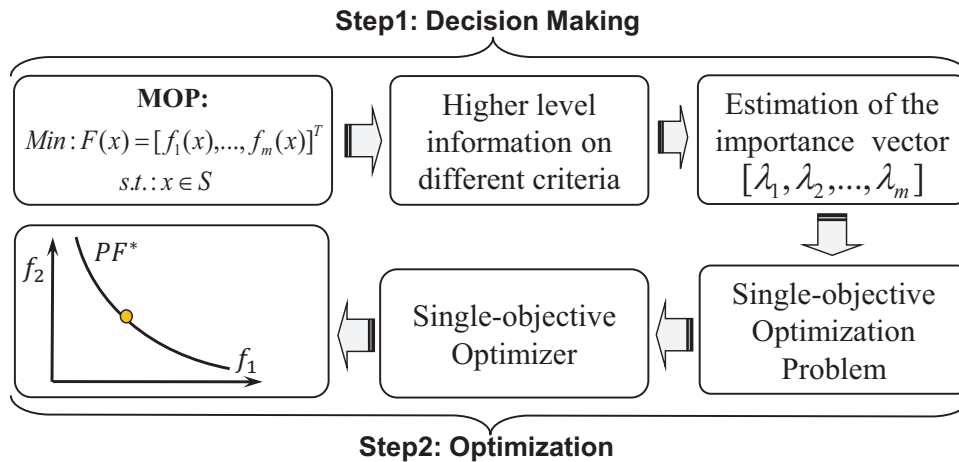 Step1: Decision Making
MOP:
Min : F(x) = [f₁(x),..., fₘ(x)]ᵀ
s.t.: x ∈ S
Higher level
information on
different criteria
Estimation of the
importance vector
[λ₁, λ₂,..., λₘ]
Single-objective
Optimization
Problem
Single-objective
Optimizer
PF*
f₂
f₁
Step2: Optimization